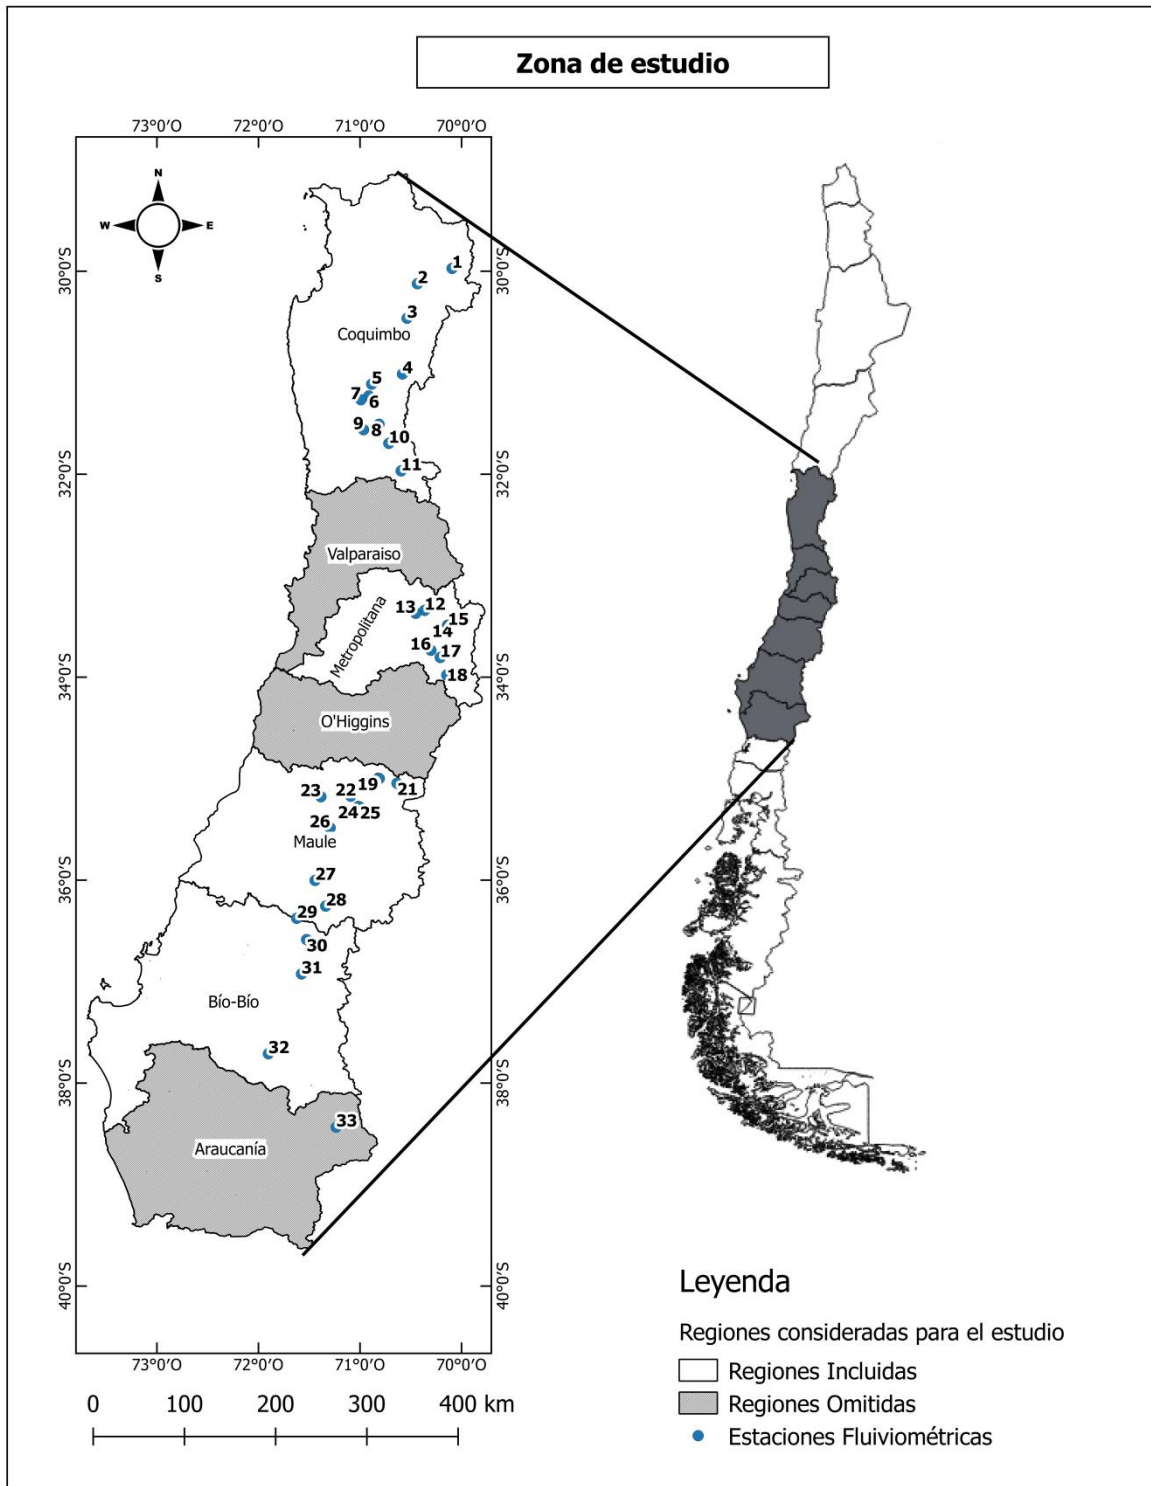 Zona de estudio
73°0'O 72°0'O 71°0'O 70°0'O
N
W E
S
30°0'S 30°0'S
1
2
3
Coquimbo
4
5
7
6
9 8
10
11
32°0'S 32°0'S
Valparaiso
Metropolitana
13 12
15
14
16
17
18
34°0'S 34°0'S
O'Higgins
19
21
22
23
24 25
26
Maule
36°0'S 36°0'S
27
28
29
30
31
Bío-Bío
32
38°0'S 38°0'S
33
Araucanía
40°0'S 40°0'S
73°0'O 72°0'O 71°0'O 70°0'O
0 100 200 300 400 km
Leyenda
Regiones consideradas para el estudio
Regiones Incluidas
Regiones Omitidas
Estaciones Fluiviométricas